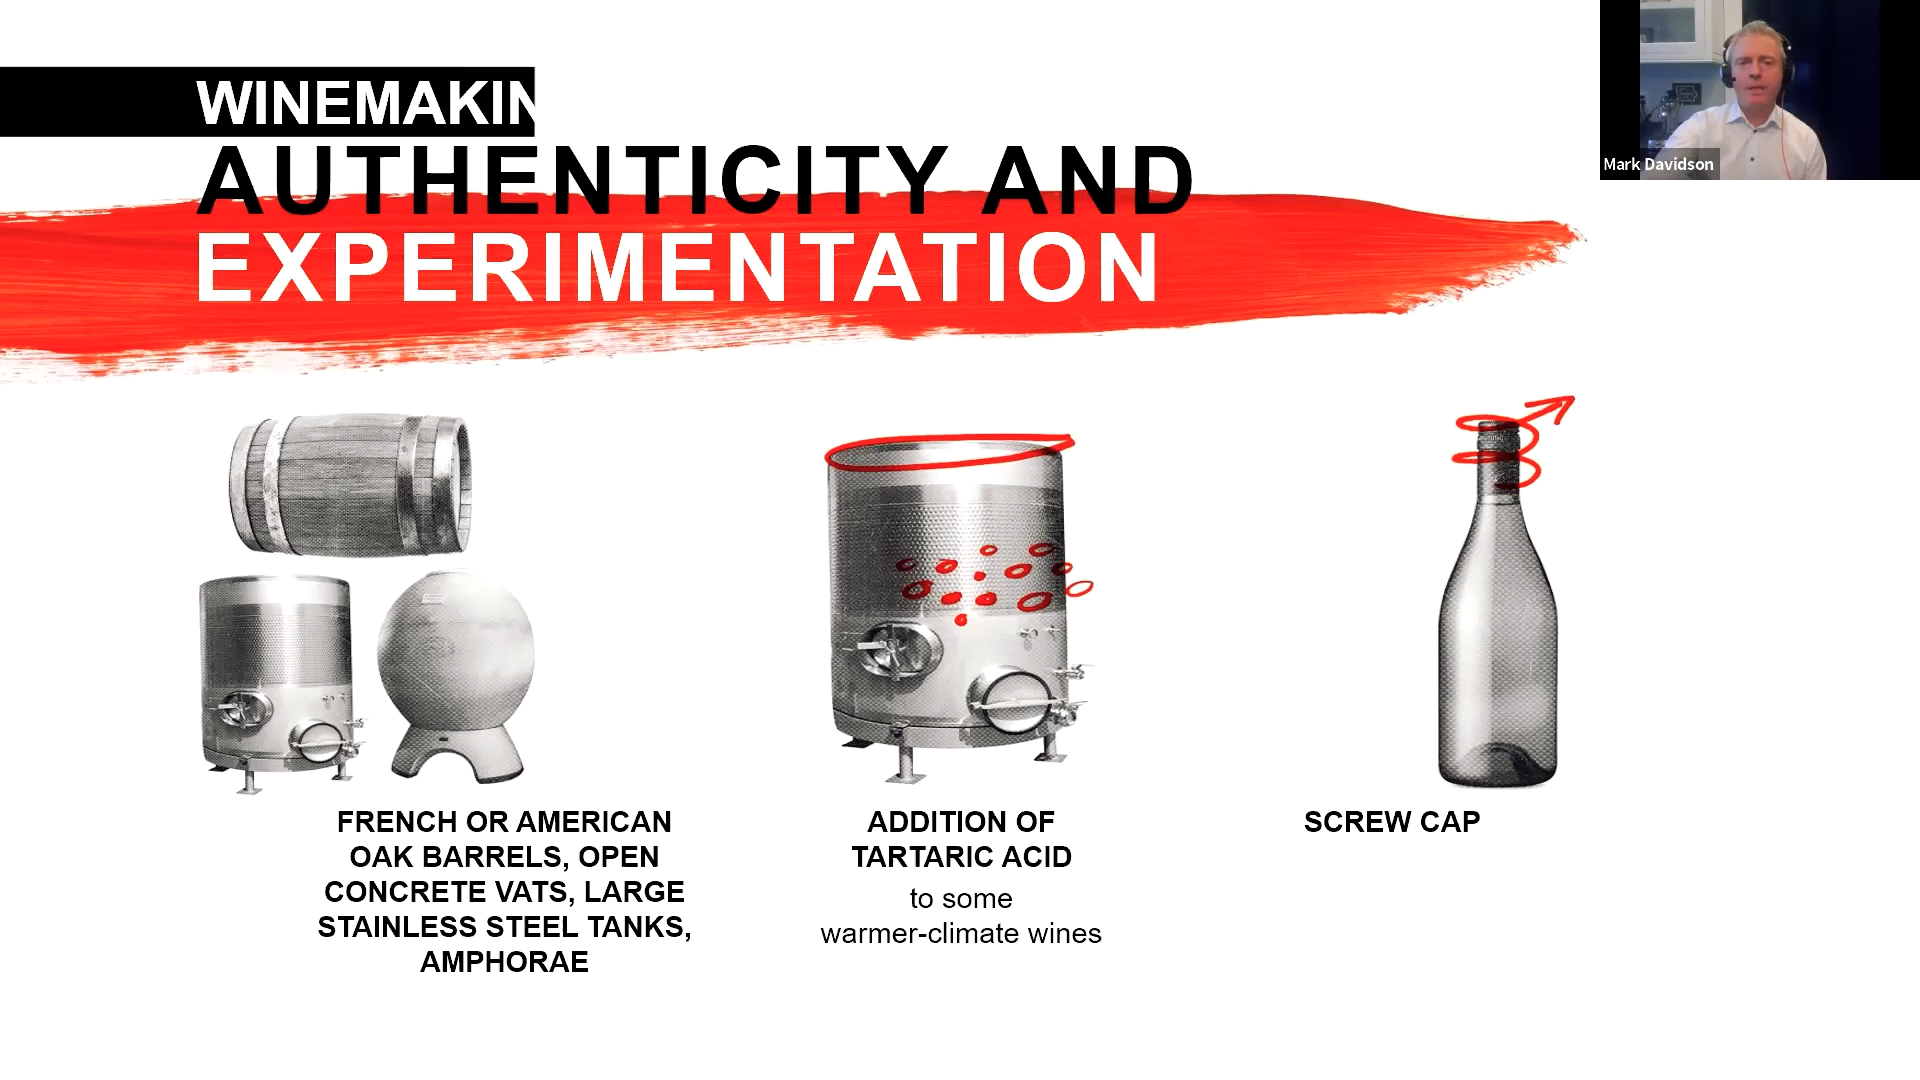 WINEMAKIN
AUTHENTICITY AND
EXPERIMENTATION
Mark Davidson
FRENCH OR AMERICAN
OAK BARRELS, OPEN
CONCRETE VATS, LARGE
STAINLESS STEEL TANKS,
AMPHORAE
ADDITION OF
TARTARIC ACID
to some
warmer-climate wines
SCREW CAP